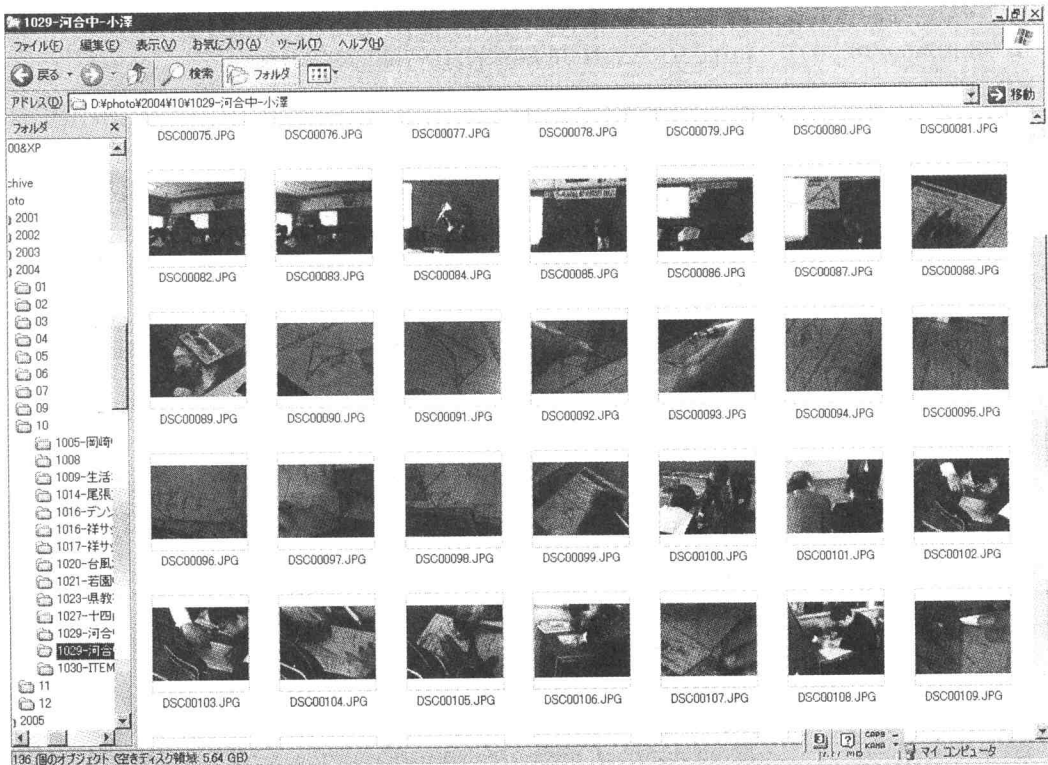 1029-河合中-小澤
ファイル(F) 編集(E) 表示(V) お気に入り(A) ツール(T) ヘルプ(H)
戻る 検索 フォルダ
アドレス(D) D:¥photo¥2004¥10¥1029-河合中-小澤 移動
フォルダ ×
00&XP
chive
oto
2001
2002
2003
2004
01
02
03
04
05
06
07
09
10
1005-岡崎
1008
1009-生活
1014-尾張
1016-デンソ
1016-祥サ
1017-祥サ
1020-台風
1021-若園
1023-県教
1027-十四
1029-河合
1029-河合
1030-ITEM
11
12
2005
DSC00075.JPG DSC00076.JPG DSC00077.JPG DSC00078.JPG DSC00079.JPG DSC00080.JPG DSC00081.JPG
DSC00082.JPG DSC00083.JPG DSC00084.JPG DSC00085.JPG DSC00086.JPG DSC00087.JPG DSC00088.JPG
DSC00089.JPG DSC00090.JPG DSC00091.JPG DSC00092.JPG DSC00093.JPG DSC00094.JPG DSC00095.JPG
DSC00096.JPG DSC00097.JPG DSC00098.JPG DSC00099.JPG DSC00100.JPG DSC00101.JPG DSC00102.JPG
DSC00103.JPG DSC00104.JPG DSC00105.JPG DSC00106.JPG DSC00107.JPG DSC00108.JPG DSC00109.JPG
136 個のオブジェクト (空きディスク領域: 5.64 GB) CAPS KANA マイ コンピュータ